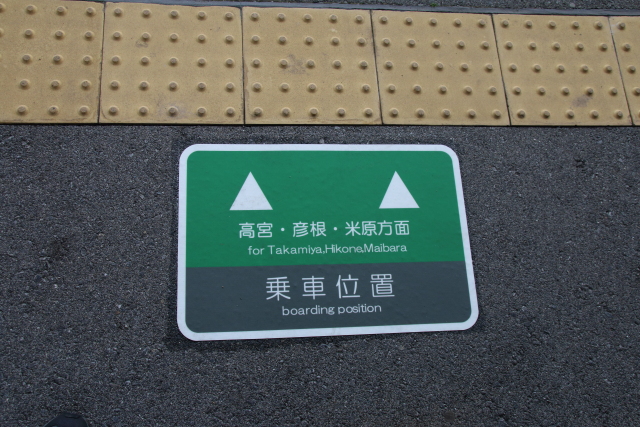 高宮・彦根・米原方面
for Takamiya,Hikone,Maibara
乗車位置
boarding position